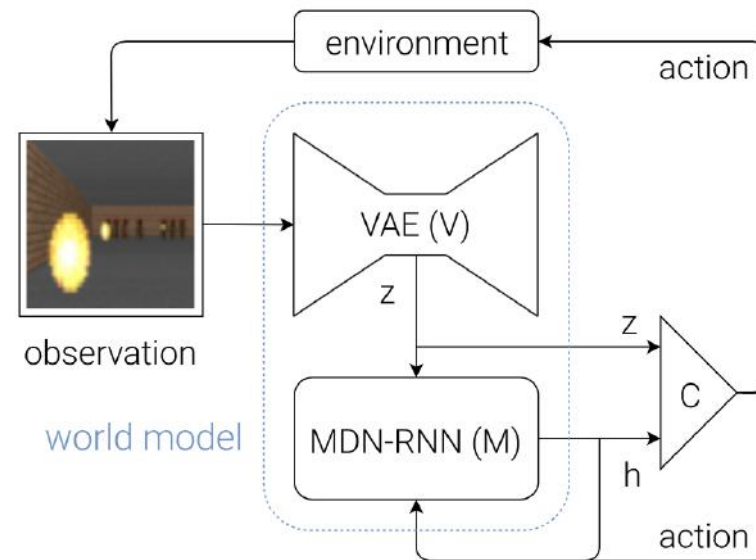 environment
action
VAE (V)
z
observation
z
C
world model
MDN-RNN (M)
h
action